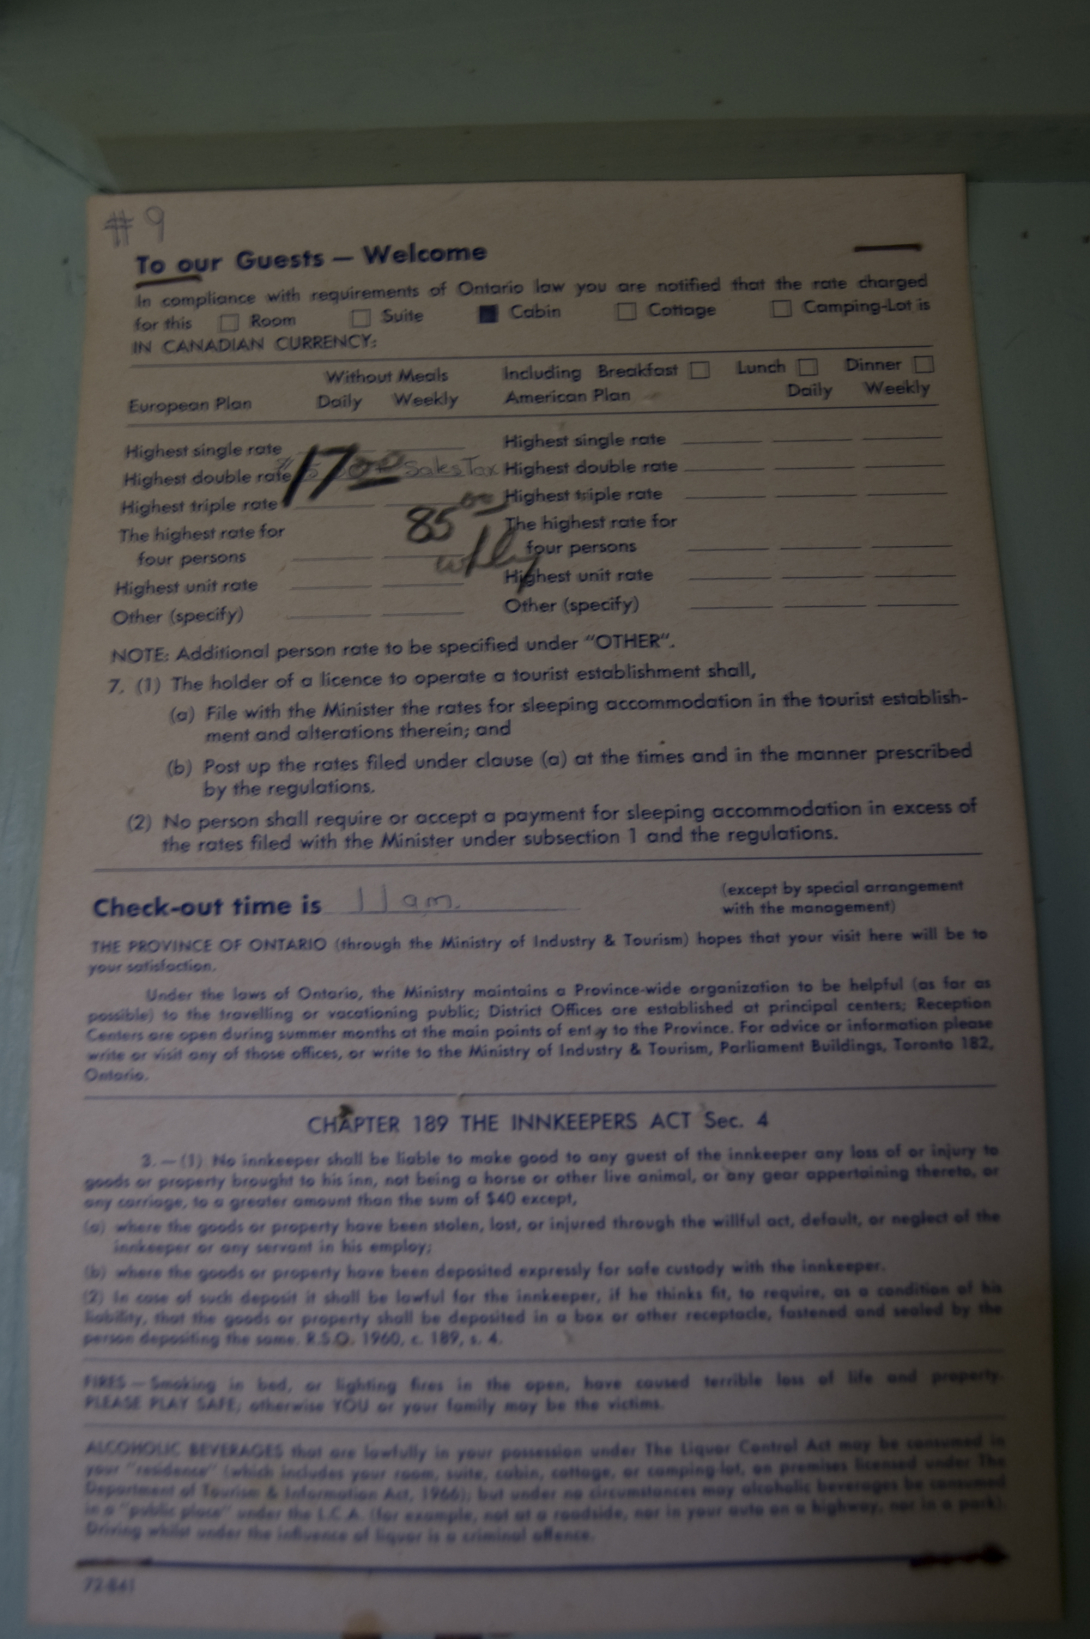 #9
To our Guests — Welcome
In compliance with requirements of Ontario law you are notified that the rate charged
for this Room Suite Cabin Cottage Camping-Lot is
IN CANADIAN CURRENCY:
Without Meals Including Breakfast Lunch Dinner
European Plan Daily Weekly American Plan Daily Weekly
Highest single rate Highest single rate
Highest double rate 17.00 Sales Tax Highest double rate
Highest triple rate Highest triple rate
85.00
The highest rate for The highest rate for
four persons wkly four persons
Highest unit rate Highest unit rate
Other (specify) Other (specify)
NOTE: Additional person rate to be specified under "OTHER".
7. (1) The holder of a licence to operate a tourist establishment shall,
(a) File with the Minister the rates for sleeping accommodation in the tourist establish-
ment and alterations therein; and
(b) Post up the rates filed under clause (a) at the times and in the manner prescribed
by the regulations.
(2) No person shall require or accept a payment for sleeping accommodation in excess of
the rates filed with the Minister under subsection 1 and the regulations.
Check-out time is 11 am. (except by special arrangement
with the management)
THE PROVINCE OF ONTARIO (through the Ministry of Industry & Tourism) hopes that your visit here will be to
your satisfaction.
Under the laws of Ontario, the Ministry maintains a Province-wide organization to be helpful (as far as
possible) to the travelling or vacationing public; District Offices are established at principal centers; Reception
Centers are open during summer months at the main points of entry to the Province. For advice or information please
write or visit any of those offices, or write to the Ministry of Industry & Tourism, Parliament Buildings, Toronto 182,
Ontario.
CHAPTER 189 THE INNKEEPERS ACT Sec. 4
3. — (1) No innkeeper shall be liable to make good to any guest of the innkeeper any loss of or injury to
goods or property brought to his inn, not being a horse or other live animal, or any gear appertaining thereto, or
any carriage, to a greater amount than the sum of $40 except,
(a) where the goods or property have been stolen, lost, or injured through the willful act, default, or neglect of the
innkeeper or any servant in his employ;
(b) where the goods or property have been deposited expressly for safe custody with the innkeeper.
(2) In case of such deposit it shall be lawful for the innkeeper, if he thinks fit, to require, as a condition of his
liability, that the goods or property shall be deposited in a box or other receptacle, fastened and sealed by the
person depositing the same. R.S.O. 1960, c. 189, s. 4.
FIRES — Smoking in bed, or lighting fires in the open, have caused terrible loss of life and property.
PLEASE PLAY SAFE; otherwise YOU or your family may be the victims.
ALCOHOLIC BEVERAGES that are lawfully in your possession under The Liquor Control Act may be consumed in
your "residence" (which includes your room, suite, cabin, cottage, or camping-lot, on premises licensed under The
Department of Tourism & Information Act, 1966); but under no circumstances may alcoholic beverages be consumed
in a "public place" under the L.C.A. (for example, not at a roadside, nor in your auto on a highway, nor in a park).
Driving whilst under the influence of liquor is a criminal offence.
72-841